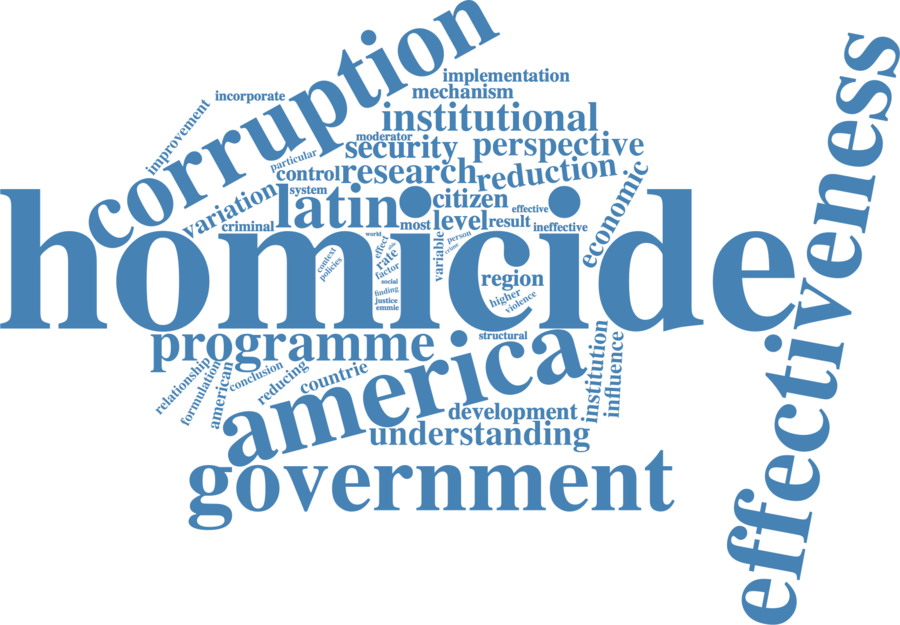 corruption
implementation
mechanism
incorporate
improvement
institutional
moderator
security
perspective
particular
control
research
reduction
system
variation
latin
citizen
economic
criminal
most
level
result
effective
ineffective
homicide
world
effect
rate
factor
social
finding
justice
emmie
context
policies
variable
person
crime
region
higher
violence
structural
programme
america
relationship
formulation
american
conclusion
reducing
countrie
institution
influence
development
understanding
government
effectiveness